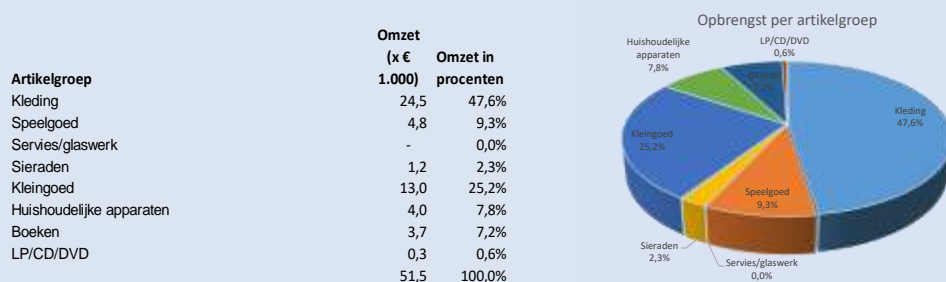 Omzet
(x € Omzet in
Artikelgroep 1.000) procenten
Kleding 24,5 47,6%
Speelgoed 4,8 9,3%
Servies/glaswerk - 0,0%
Sieraden 1,2 2,3%
Kleingoed 13,0 25,2%
Huishoudelijke apparaten 4,0 7,8%
Boeken 3,7 7,2%
LP/CD/DVD 0,3 0,6%
51,5 100,0%
Opbrengst per artikelgroep
LP/CD/DVD
0,6%
Huishoudelijke
apparaten
7,8%
Boeken
7,2%
Kleding
47,6%
Kleingoed
25,2%
Speelgoed
9,3%
Sieraden
2,3%
Servies/glaswerk
0,0%